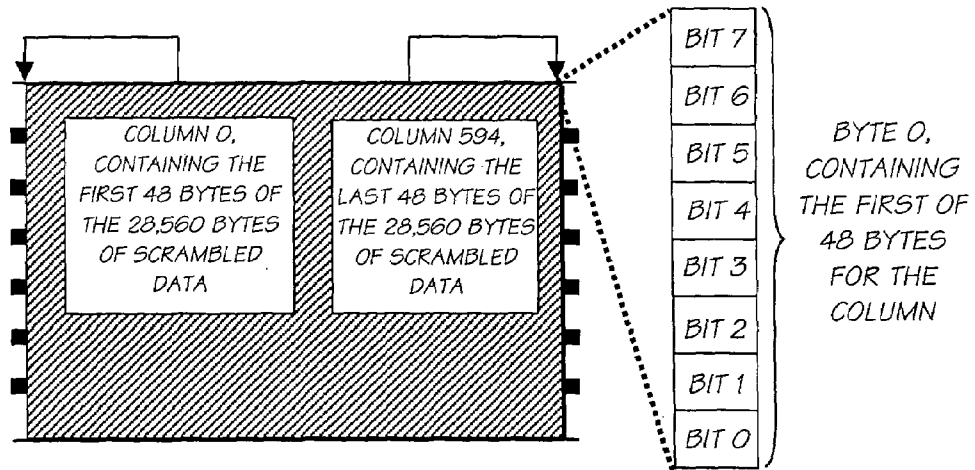 COLUMN 0,
CONTAINING THE
FIRST 48 BYTES OF
THE 28,560 BYTES
OF SCRAMBLED
DATA
COLUMN 594,
CONTAINING THE
LAST 48 BYTES OF
THE 28,560 BYTES
OF SCRAMBLED
DATA
BIT 7
BIT 6
BIT 5
BIT 4
BIT 3
BIT 2
BIT 1
BIT 0
BYTE 0,
CONTAINING
THE FIRST OF
48 BYTES
FOR THE
COLUMN